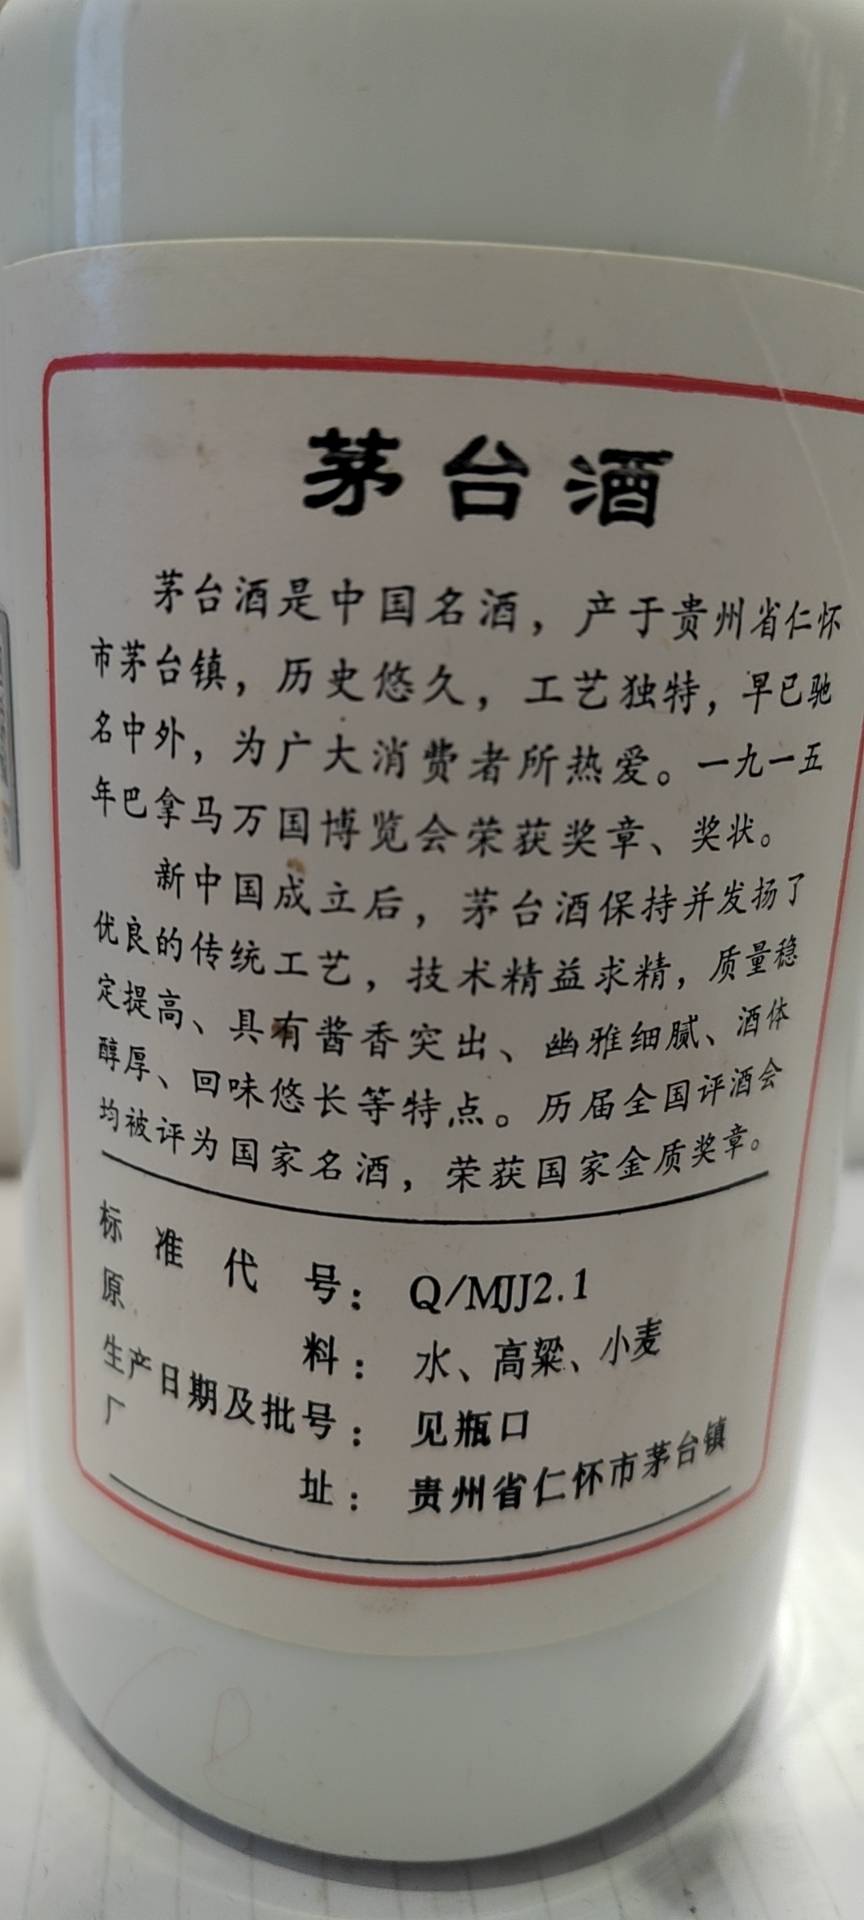 茅台酒
茅台酒是中国名酒，产于贵州省仁怀
市茅台镇，历史悠久，工艺独特，早已驰
名中外，为广大消费者所热爱。一九一五
年巴拿马万国博览会荣获奖章、奖状。
新中国成立后，茅台酒保持并发扬了
优良的传统工艺，技术精益求精，质量稳
定提高、具有酱香突出、幽雅细腻、酒体
醇厚、回味悠长等特点。历届全国评酒会
均被评为国家名酒，荣获国家金质奖章。
标准代号：Q/MJJ2.1
原料：水、高粱、小麦
生产日期及批号：见瓶口
厂址：贵州省仁怀市茅台镇